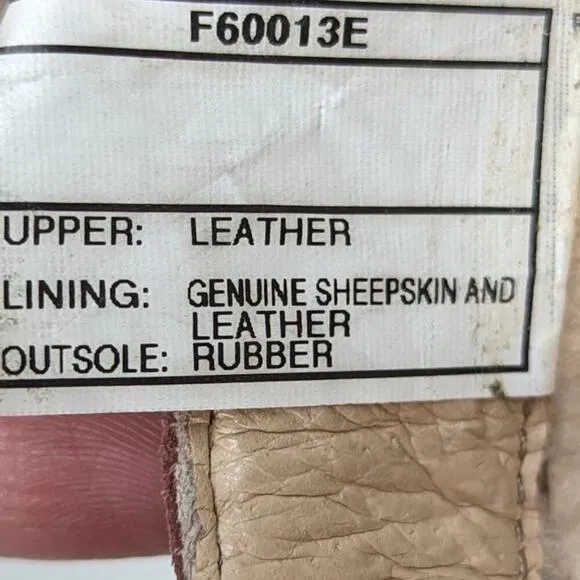 F60013E
UPPER: LEATHER
LINING: GENUINE SHEEPSKIN AND
LEATHER
OUTSOLE: RUBBER